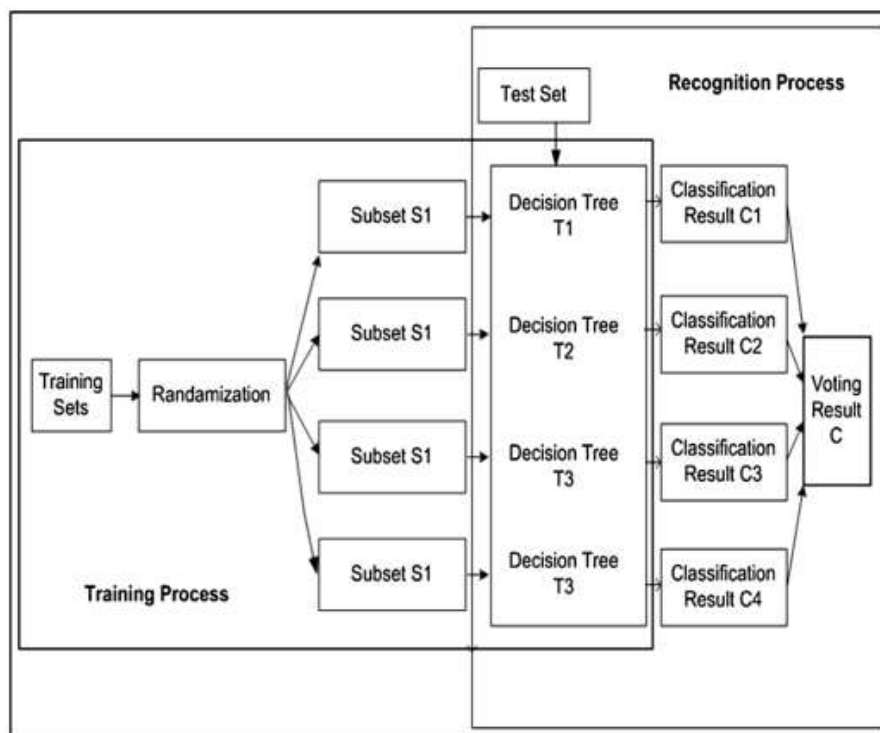 Recognition Process
Test Set
Subset S1
Decision Tree
T1
Classification
Result C1
Subset S1
Decision Tree
T2
Classification
Result C2
Training
Sets
Randamization
Voting
Result
C
Subset S1
Decision Tree
T3
Classification
Result C3
Subset S1
Decision Tree
T3
Classification
Result C4
Training Process